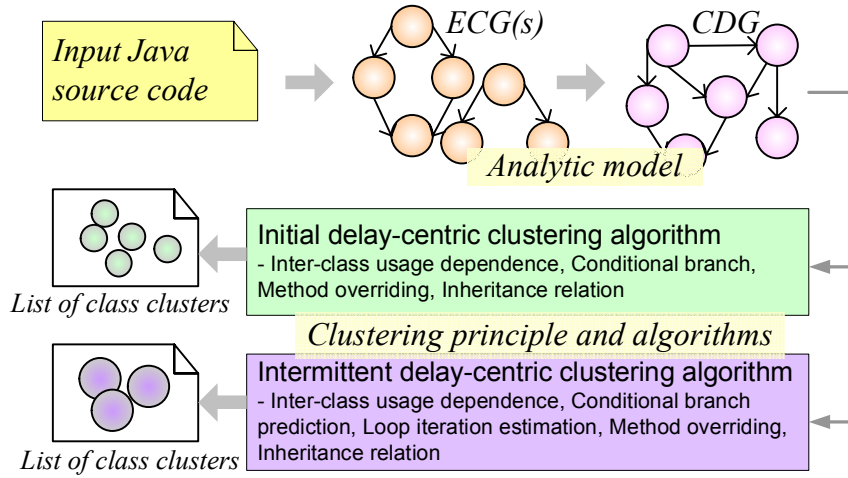 Input Java
source code
ECG(s)
CDG
Analytic model
Initial delay-centric clustering algorithm
- Inter-class usage dependence, Conditional branch,
Method overriding, Inheritance relation
List of class clusters
Clustering principle and algorithms
Intermittent delay-centric clustering algorithm
- Inter-class usage dependence, Conditional branch
prediction, Loop iteration estimation, Method overriding,
Inheritance relation
List of class clusters